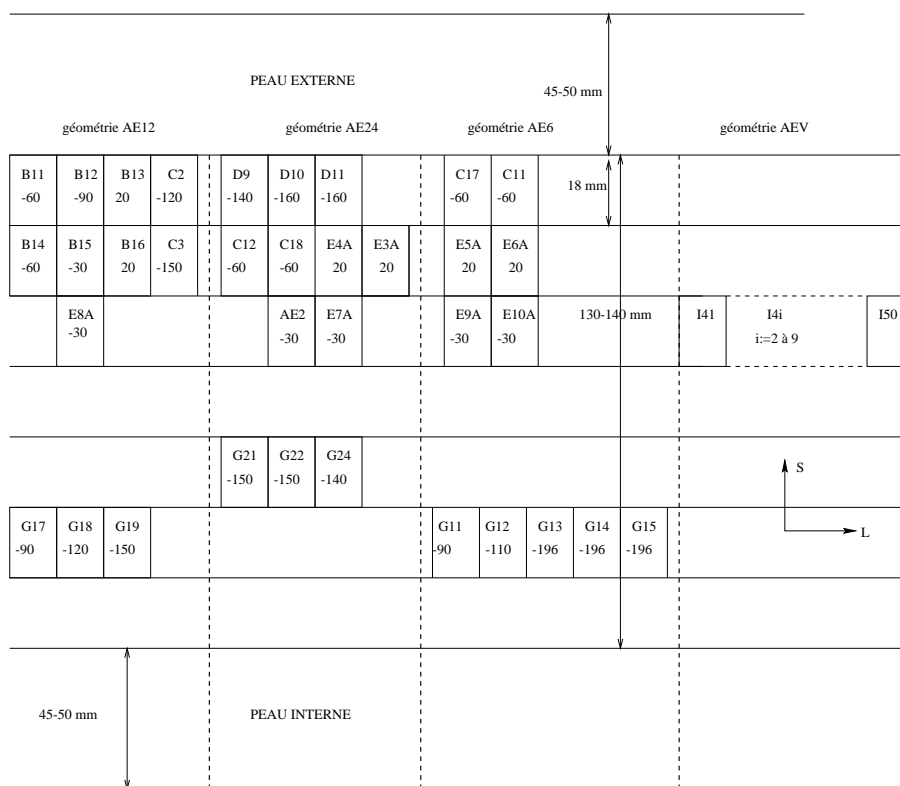 PEAU EXTERNE
45-50 mm
géométrie AE12 géométrie AE24 géométrie AE6 géométrie AEV
B11 B12 B13 C2 D9 D10 D11 C17 C11
-60 -90 20 -120 -140 -160 -160 -60 -60 18 mm
B14 B15 B16 C3 C12 C18 E4A E3A E5A E6A
-60 -30 20 -150 -60 -60 20 20 20 20
E8A AE2 E7A E9A E10A 130-140 mm I41 I4i I50
-30 -30 -30 -30 -30 i:=2 à 9
G21 G22 G24
-150 -150 -140
S
G17 G18 G19 G11 G12 G13 G14 G15 L
-90 -120 -150 -90 -110 -196 -196 -196
45-50 mm PEAU INTERNE